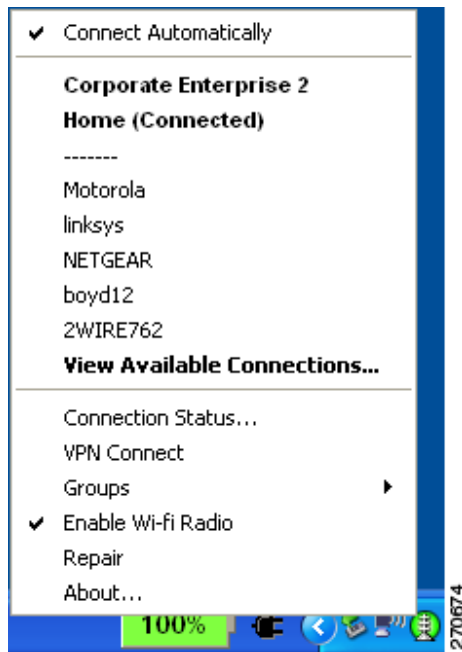 Connect Automatically
Corporate Enterprise 2
Home (Connected)
-------
Motorola
linksys
NETGEAR
boyd12
2WIRE762
View Available Connections...
Connection Status...
VPN Connect
Groups
Enable Wi-fi Radio
Repair
About...
100%
270674